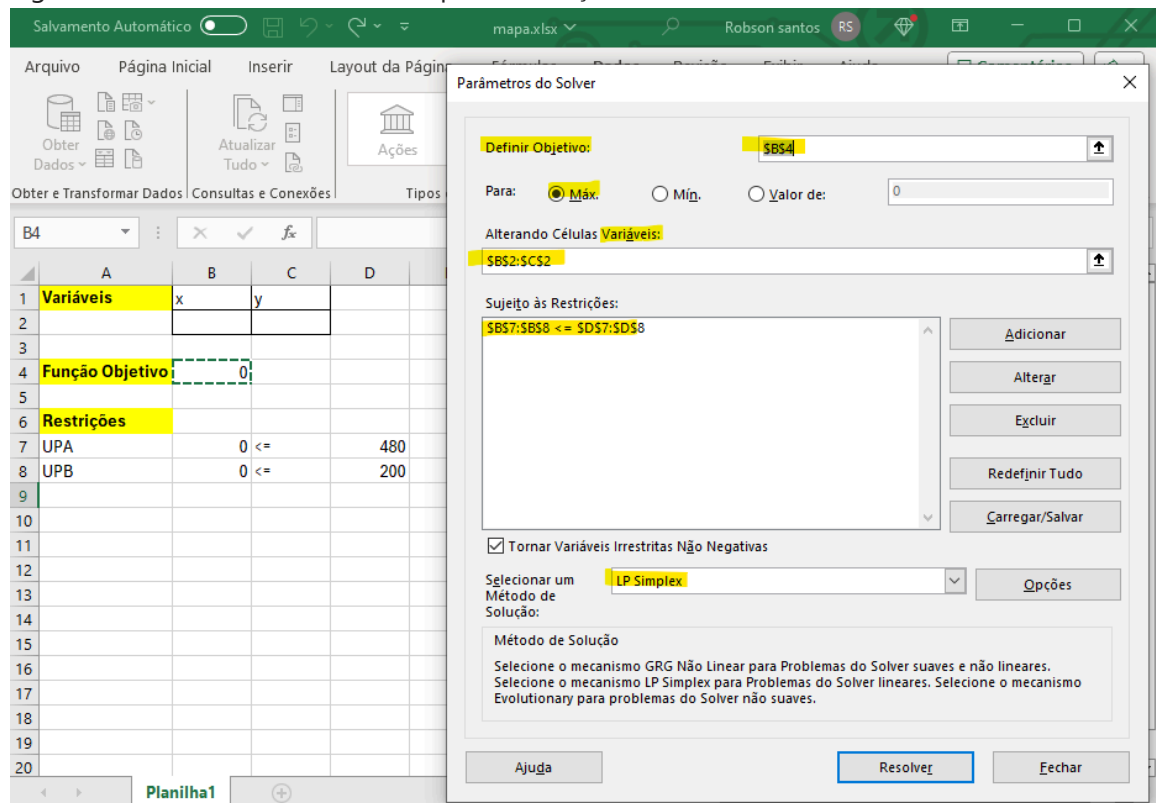 Salvamento Automático
mapa.xlsx
Robson santos
RS
Arquivo Página Inicial Inserir Layout da Página
Obter Dados
Atualizar Tudo
Ações
Obter e Transformar Dados Consultas e Conexões Tipos
B4
fx
A B C D
1 Variáveis x y
2
3
4 Função Objetivo 0
5
6 Restrições
7 UPA 0 <= 480
8 UPB 0 <= 200
9
10
11
12
13
14
15
16
17
18
19
20
Planilha1
Parâmetros do Solver
Definir Objetivo: $B$4
Para: Máx. Mín. Valor de: 0
Alterando Células Variáveis:
$B$2:$C$2
Sujeito às Restrições:
$B$7:$B$8 <= $D$7:$D$8
Adicionar
Alterar
Excluir
Redefinir Tudo
Carregar/Salvar
Tornar Variáveis Irrestritas Não Negativas
Selecionar um
Método de
Solução:
LP Simplex
Opções
Método de Solução
Selecione o mecanismo GRG Não Linear para Problemas do Solver suaves e não lineares.
Selecione o mecanismo LP Simplex para Problemas do Solver lineares. Selecione o mecanismo
Evolutionary para problemas do Solver não suaves.
Ajuda
Resolver
Fechar